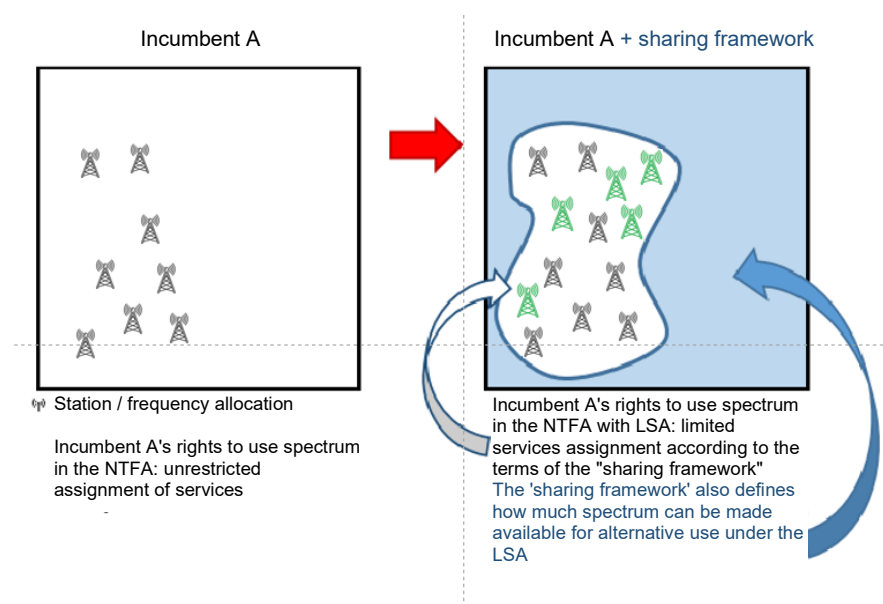 Incumbent A
Incumbent A + sharing framework
Station / frequency allocation
Incumbent A's rights to use spectrum
in the NTFA: unrestricted
assignment of services
Incumbent A's rights to use spectrum
in the NTFA with LSA: limited
services assignment according to the
terms of the "sharing framework"
The 'sharing framework' also defines
how much spectrum can be made
available for alternative use under the
LSA